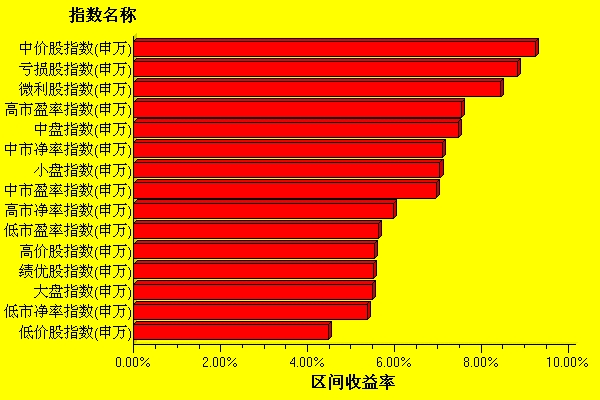 指数名称
中价股指数(申万)
亏损股指数(申万)
微利股指数(申万)
高市盈率指数(申万)
中盘指数(申万)
中市净率指数(申万)
小盘指数(申万)
中市盈率指数(申万)
高市净率指数(申万)
低市盈率指数(申万)
高价股指数(申万)
绩优股指数(申万)
大盘指数(申万)
低市净率指数(申万)
低价股指数(申万)
0.00% 2.00% 4.00% 6.00% 8.00% 10.00%
区间收益率